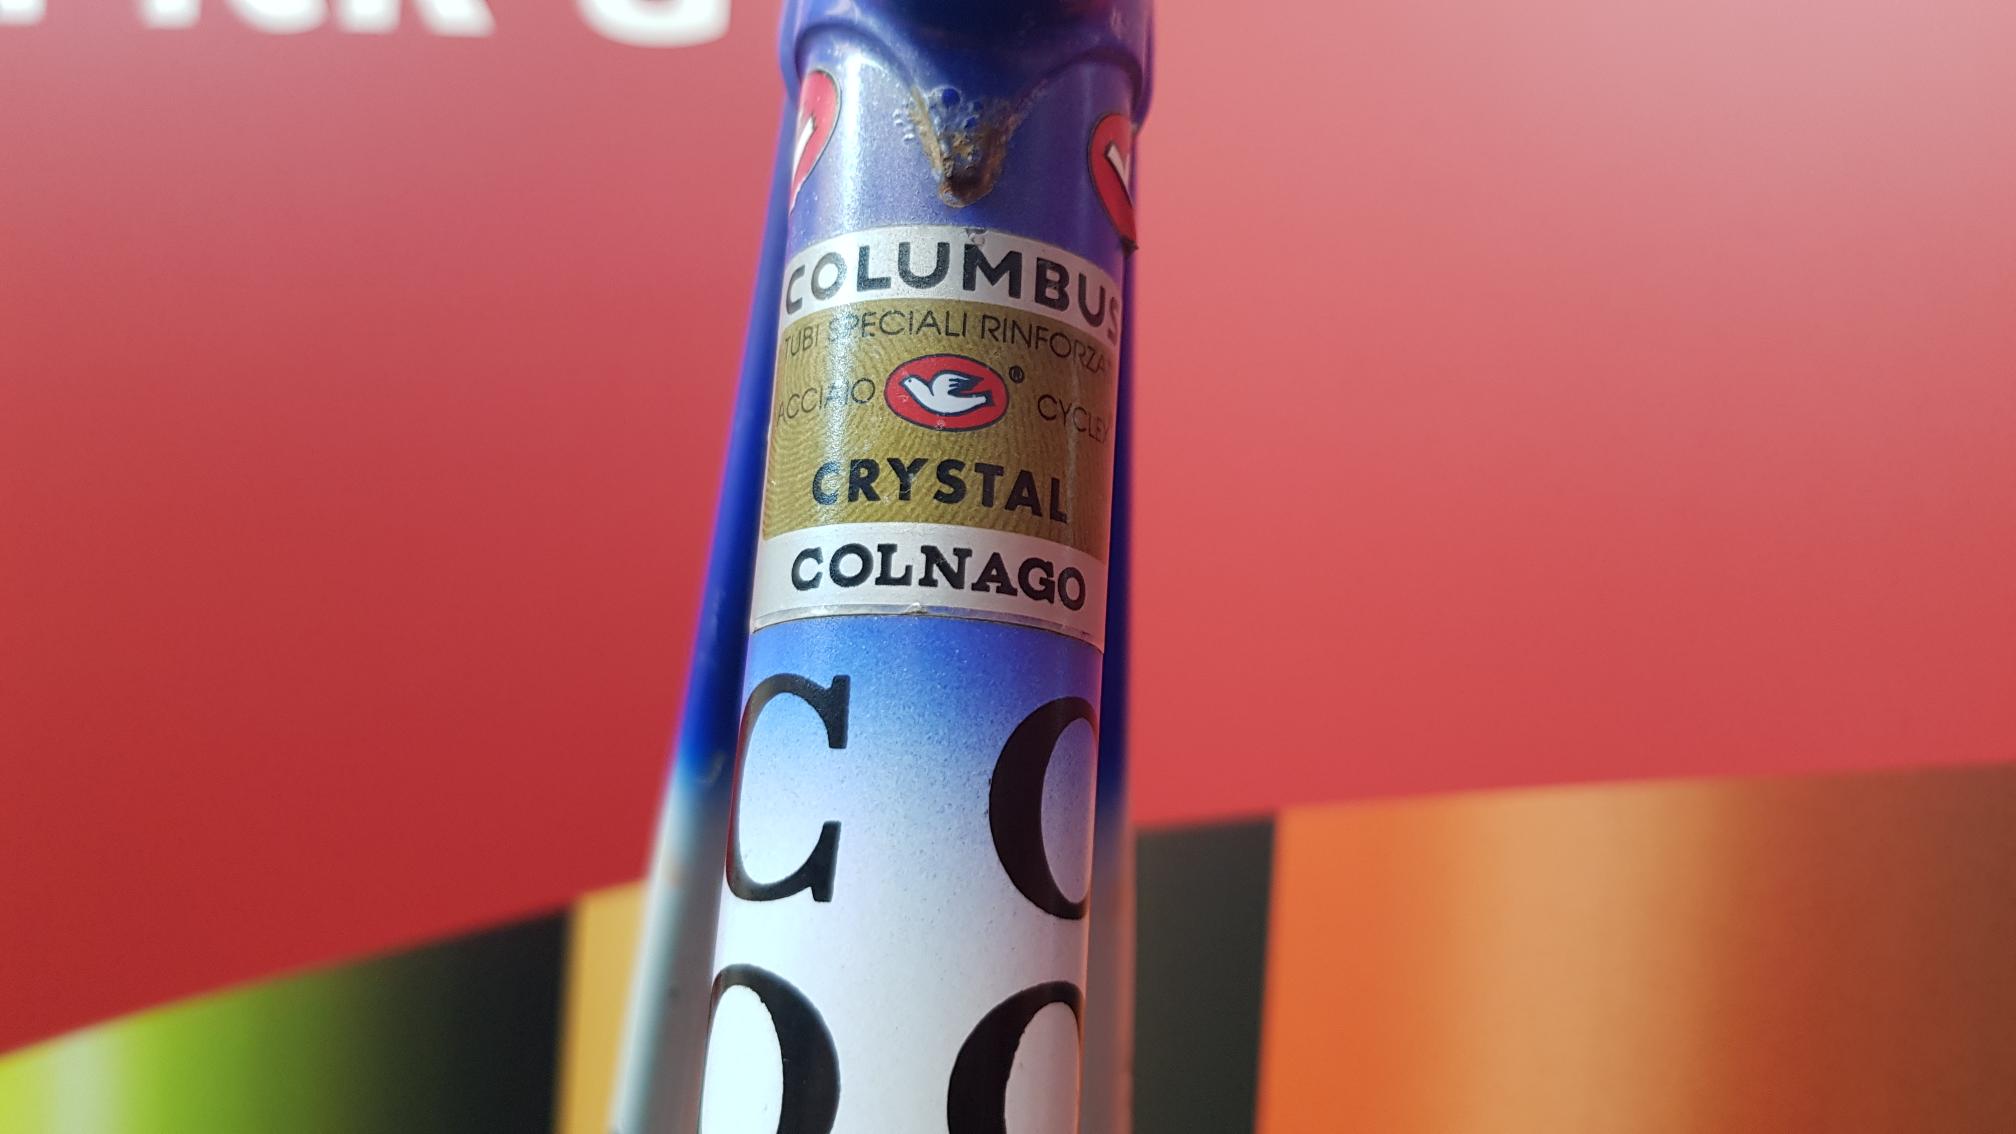 COLUMBUS
TUBI SPECIALI RINFORZA
ACCIAIO ® CYCLEX
CRYSTAL
COLNAGO
C O